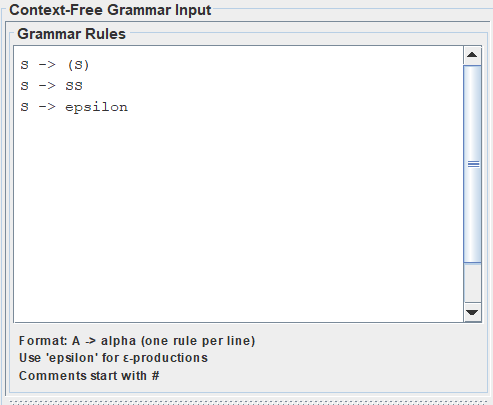 Context-Free Grammar Input
Grammar Rules
S -> (S)
S -> SS
S -> epsilon
Format: A -> alpha (one rule per line)
Use 'epsilon' for ε-productions
Comments start with #